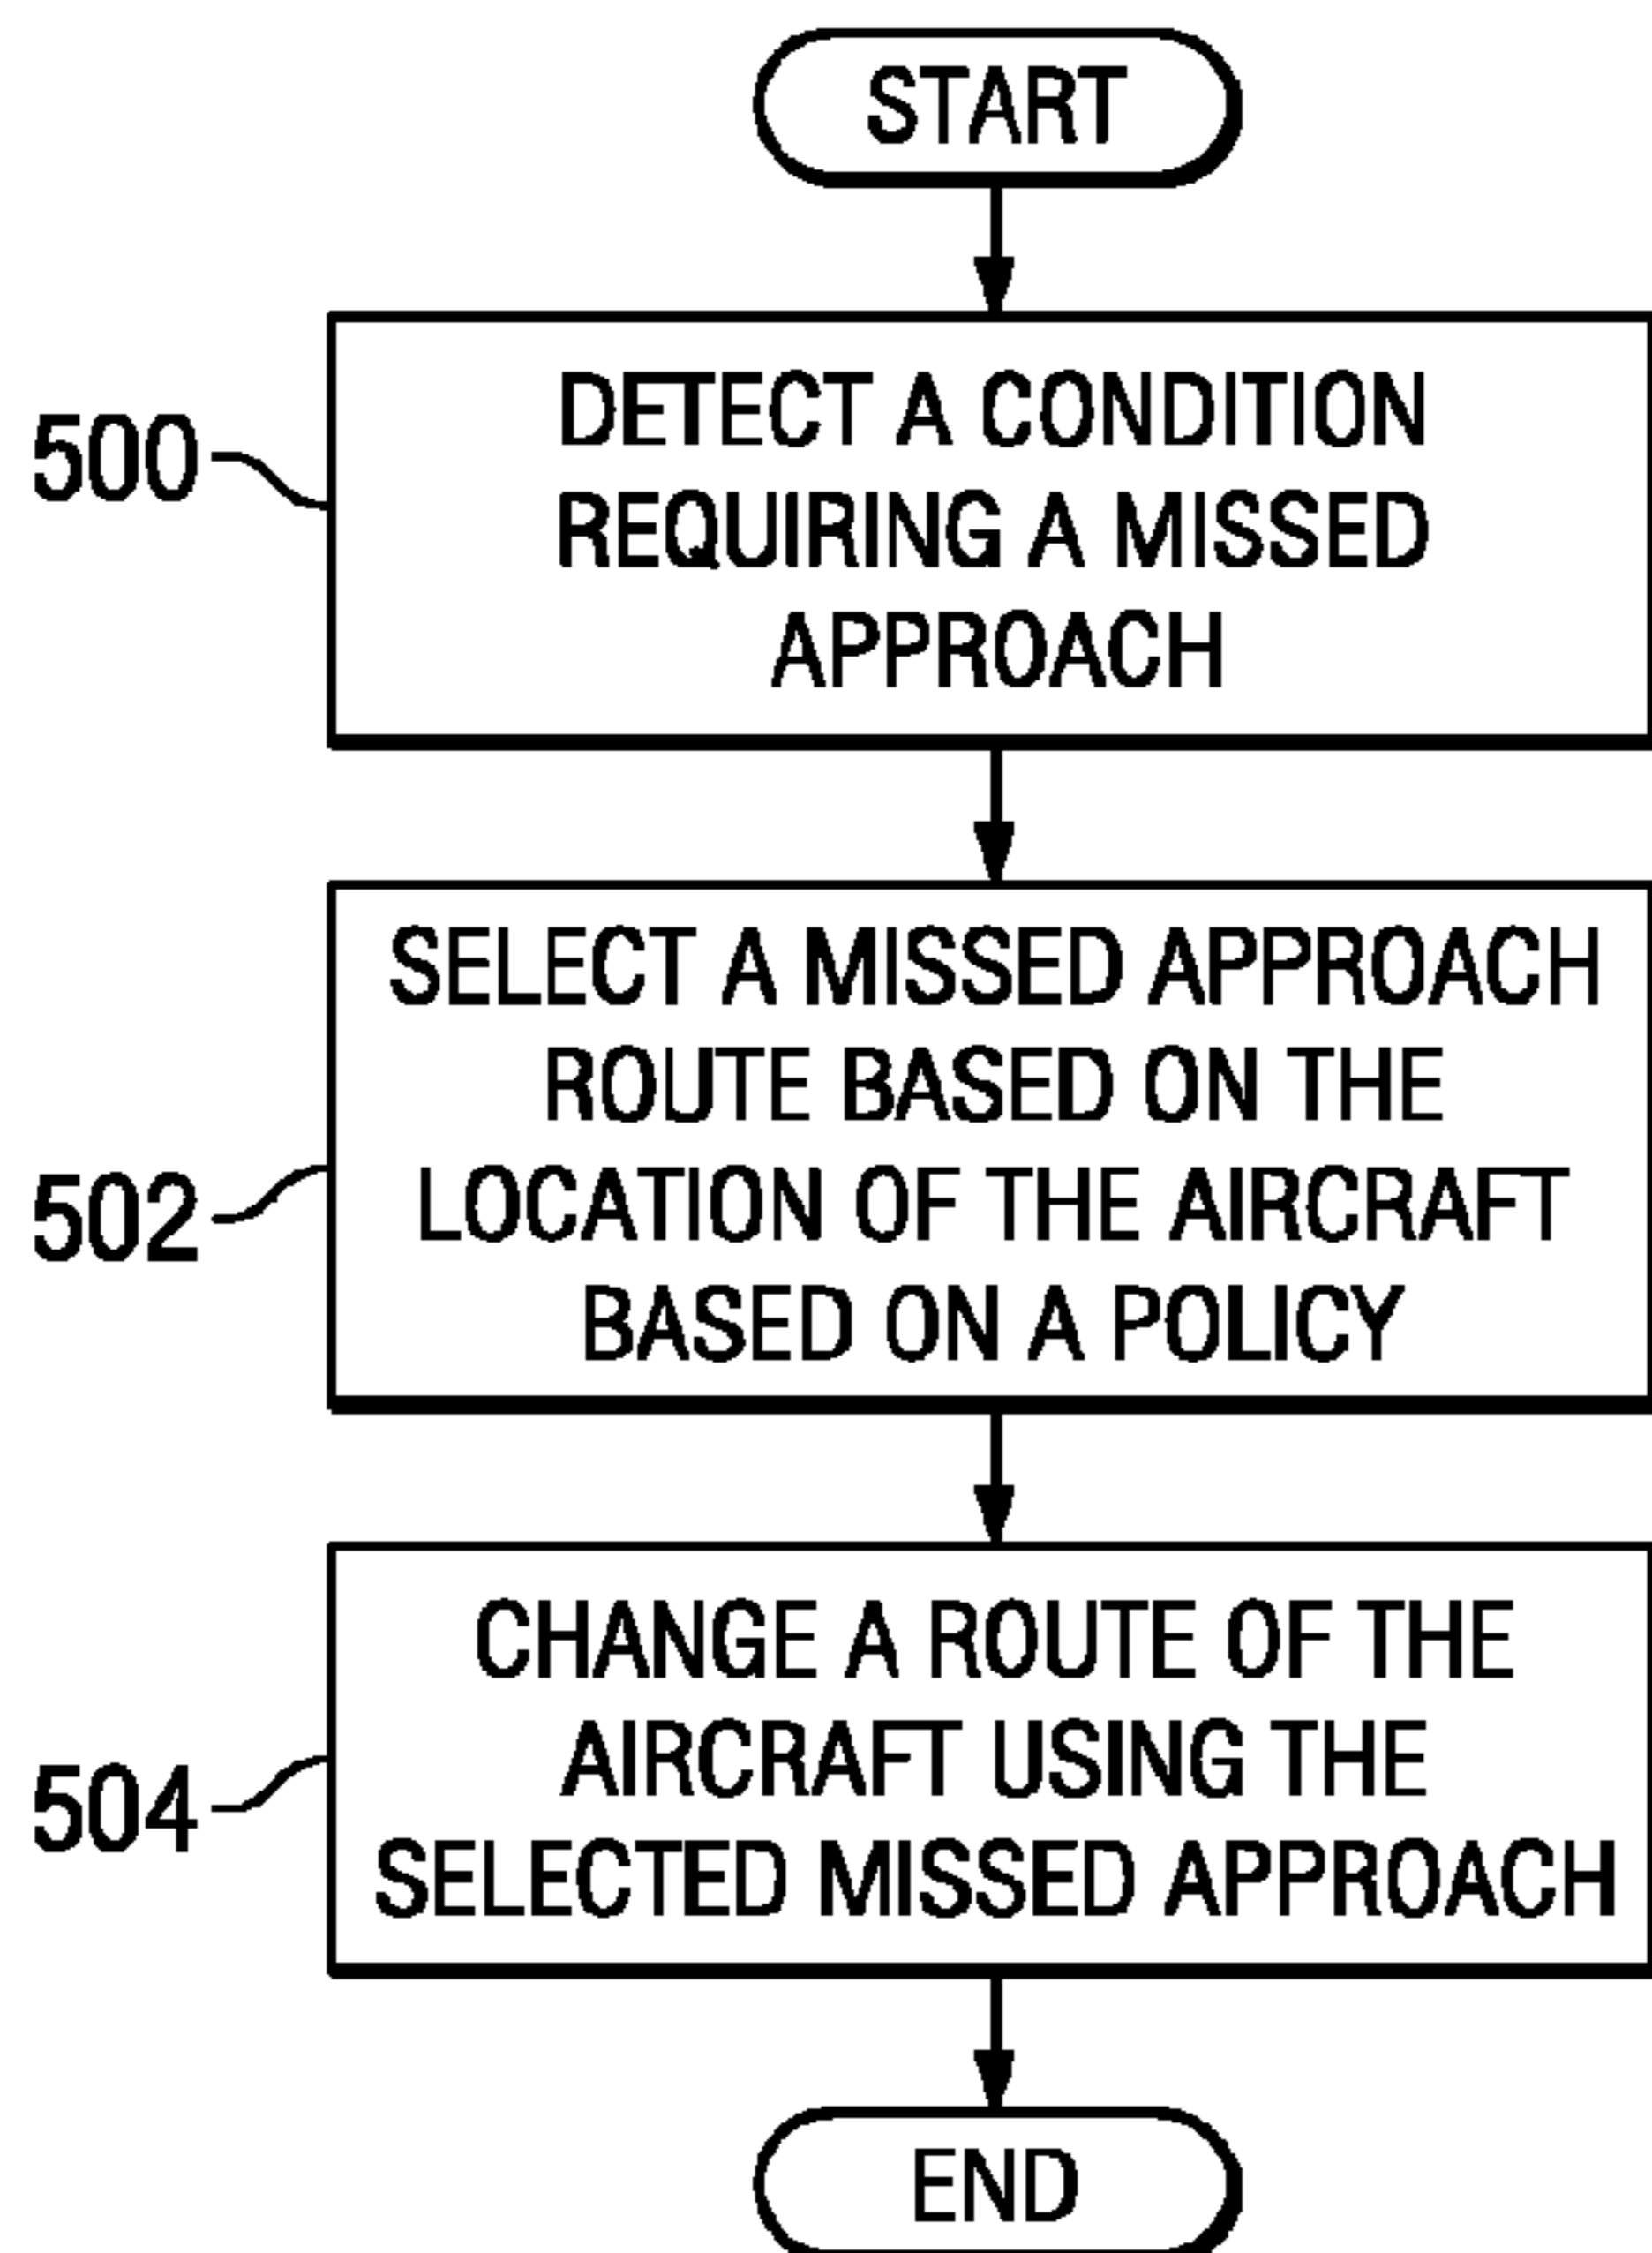 START
500
DETECT A CONDITION
REQUIRING A MISSED
APPROACH
502
SELECT A MISSED APPROACH
ROUTE BASED ON THE
LOCATION OF THE AIRCRAFT
BASED ON A POLICY
504
CHANGE A ROUTE OF THE
AIRCRAFT USING THE
SELECTED MISSED APPROACH
END